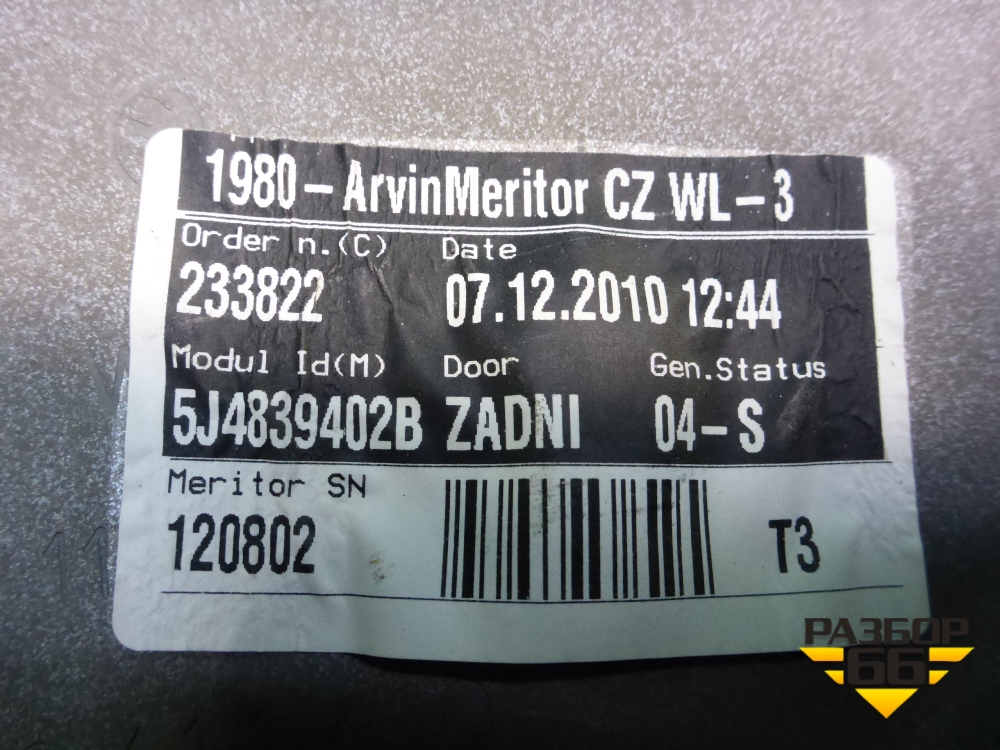 1980-ArvinMeritor CZ WL-3
Order n.(C) Date
233822 07.12.2010 12:44
Modul Id(M) Door Gen.Status
5J4839402B ZADNI 04-S
Meritor SN
120802 T3
РАЗБОР
66